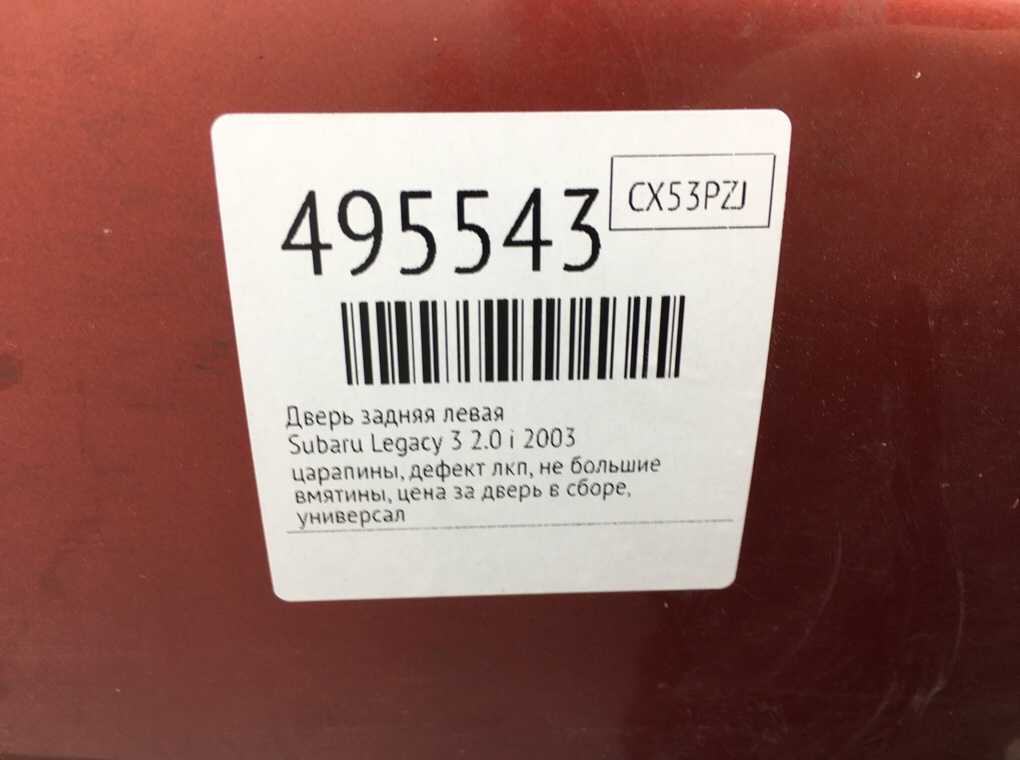 495543
CX53PZJ
Дверь задняя левая
Subaru Legacy 3 2.0 i 2003
царапины, дефект лкп, не большие
вмятины, цена за дверь в сборе,
универсал